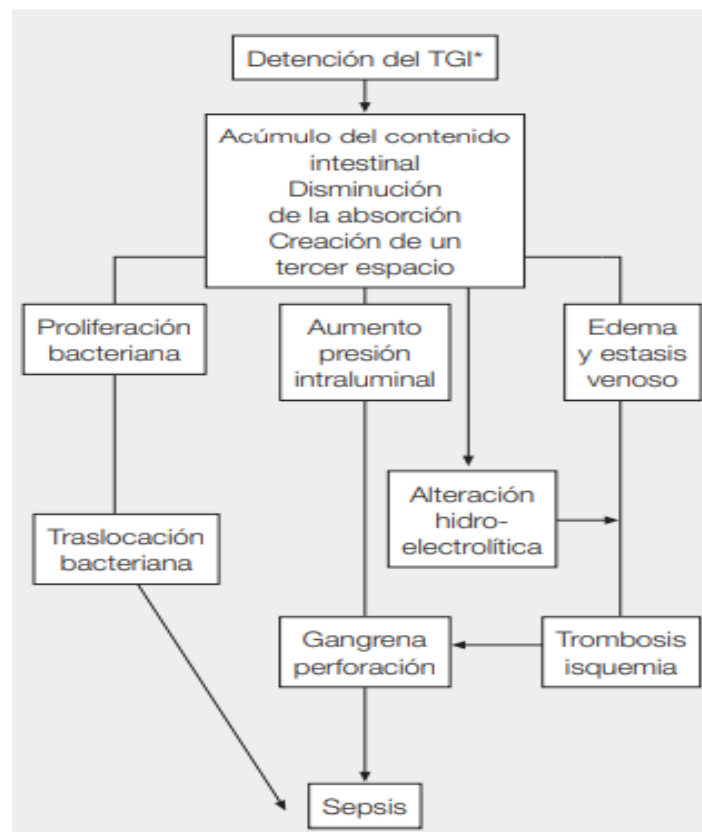 Detención del TGI*
Acúmulo del contenido
intestinal
Disminución
de la absorción
Creación de un
tercer espacio
Proliferación
bacteriana
Aumento
presión
intraluminal
Edema
y estasis
venoso
Alteración
hidro-
electrolítica
Traslocación
bacteriana
Gangrena
perforación
Trombosis
isquemia
Sepsis